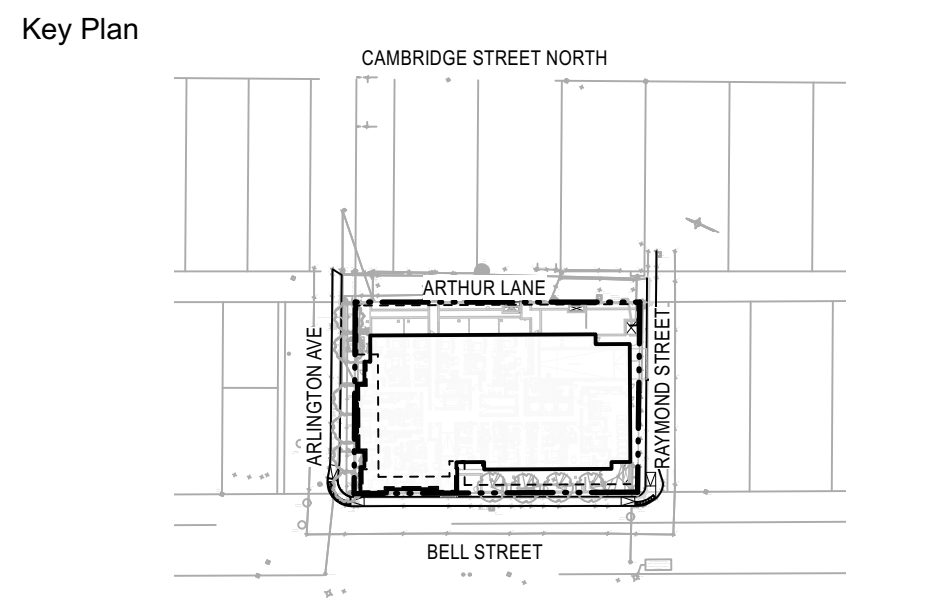 Key Plan
CAMBRIDGE STREET NORTH
ARTHUR LANE
ARLINGTON AVE
RAYMOND STREET
BELL STREET